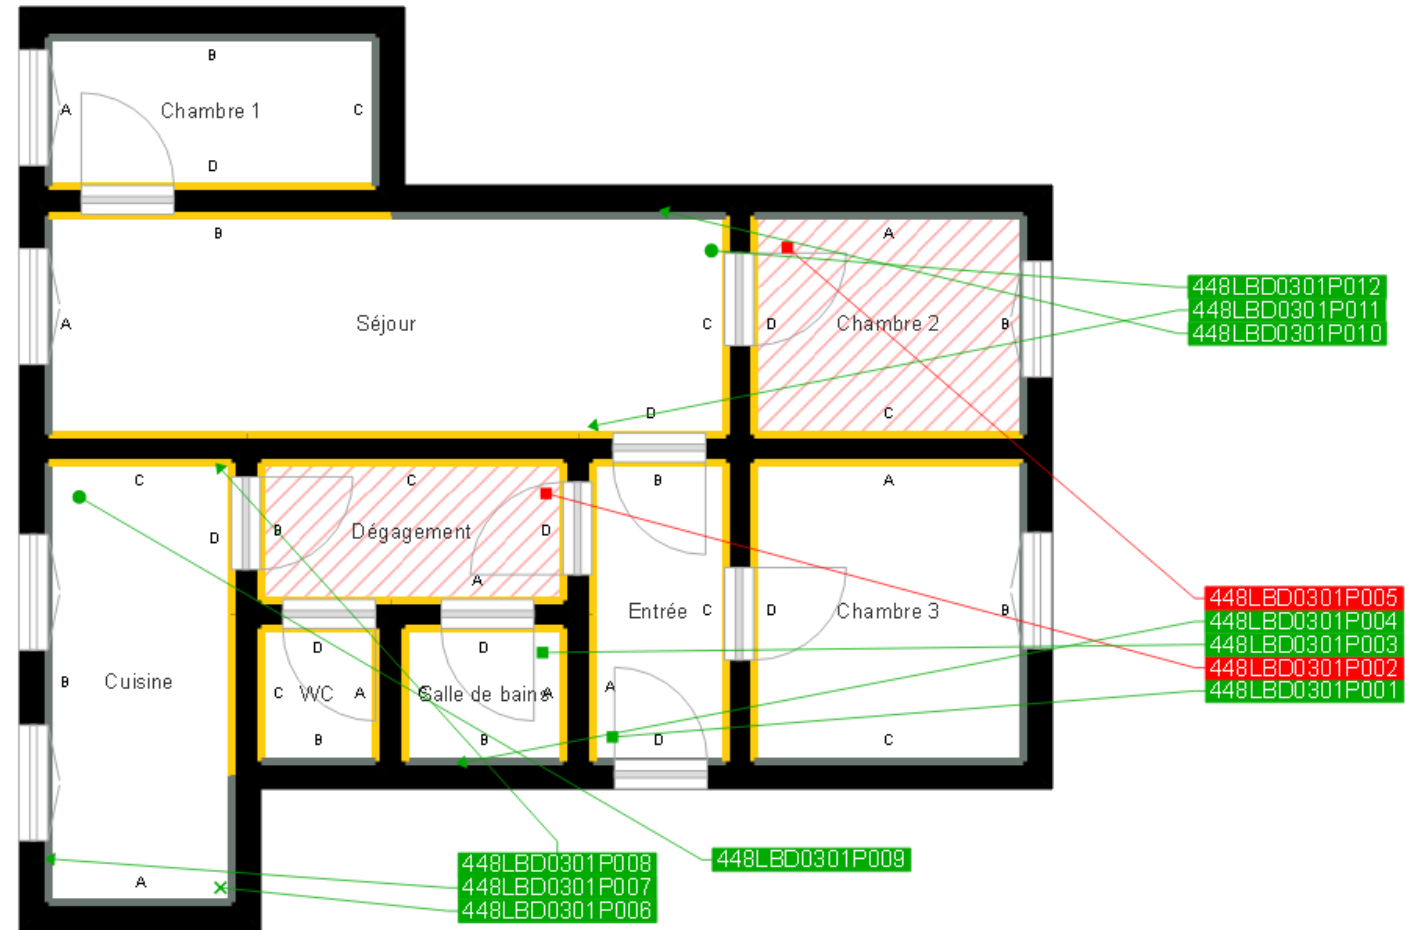 B
A Chambre 1 C
D
B
A Séjour C
D
A
D Chambre 2 B
C
448LBD0301P012
448LBD0301P011
448LBD0301P010
C
D
B Cuisine
A
C
B Dégagement D
A
B
A Entrée C
D
A
D Chambre 3 B
C
D
C WC A
B
D
C Salle de bains A
B
448LBD0301P005
448LBD0301P004
448LBD0301P003
448LBD0301P002
448LBD0301P001
448LBD0301P008
448LBD0301P007
448LBD0301P006
448LBD0301P009